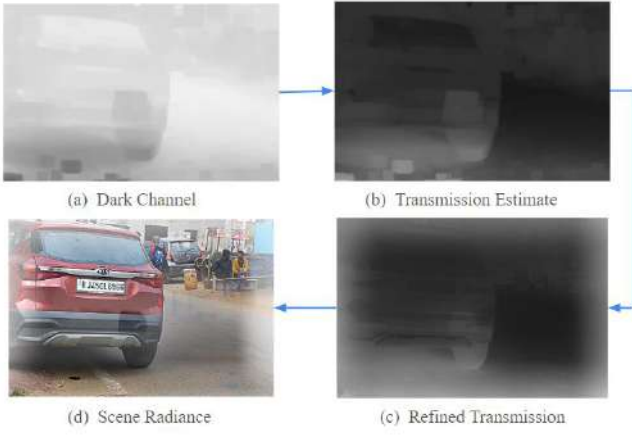 (a) Dark Channel
(b) Transmission Estimate
(d) Scene Radiance
(c) Refined Transmission